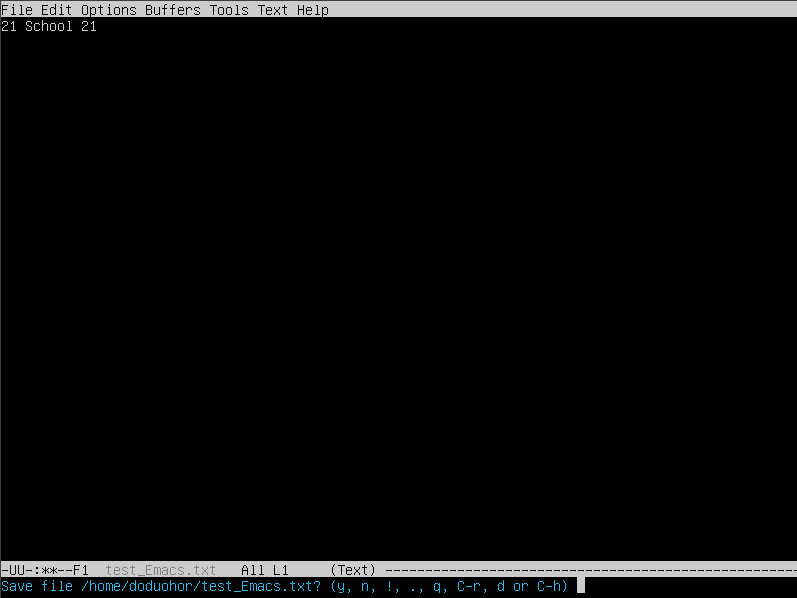 File Edit Options Buffers Tools Text Help
21 School 21
-UU-:**--F1  test_Emacs.txt   All L1     (Text) ----------------------------------------------------
Save file /home/doduohor/test_Emacs.txt? (y, n, !, ., q, C-r, d or C-h)